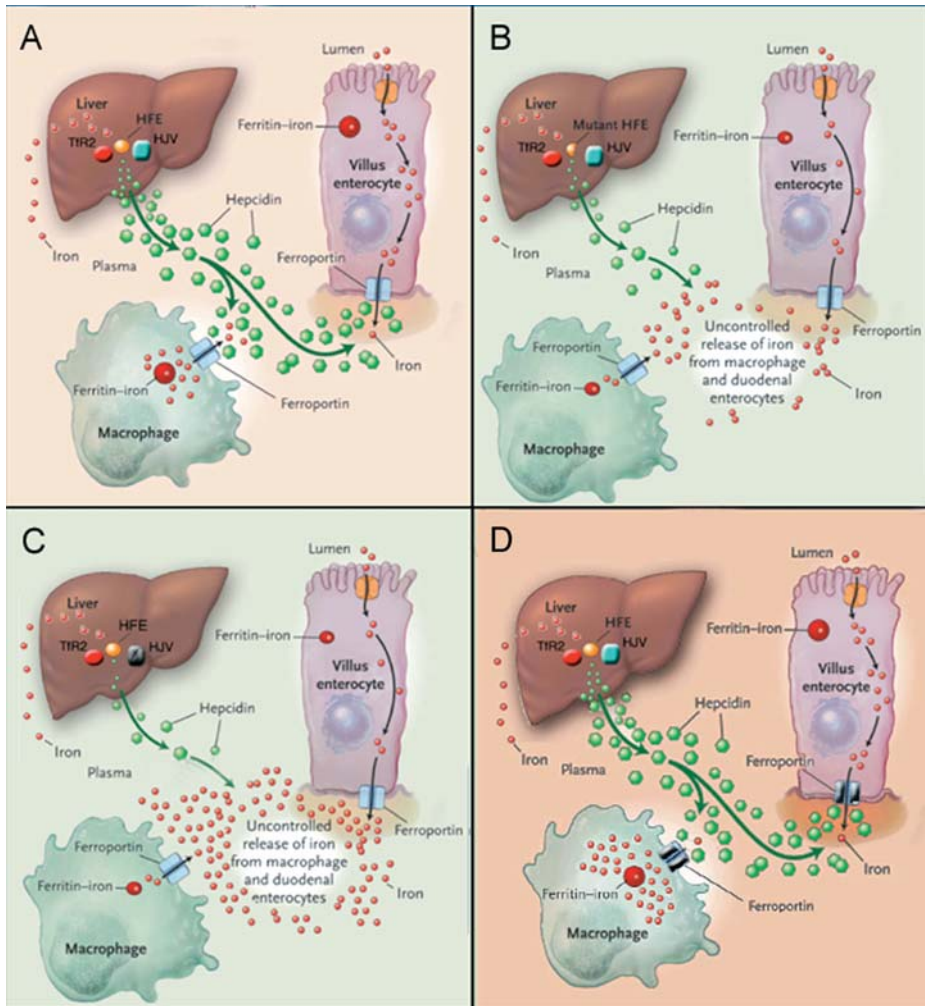 A
Lumen
Liver
HFE
TfR2
HJV
Ferritin–iron
Villus
enterocyte
Hepcidin
Iron
Plasma
Ferroportin
Ferritin–iron
Iron
Ferroportin
Macrophage
B
Lumen
Liver
Mutant HFE
TfR2
HJV
Ferritin–iron
Villus
enterocyte
Hepcidin
Iron
Plasma
Uncontrolled
release of iron
from macrophage
and duodenal
enterocytes
Ferroportin
Ferroportin
Ferritin–iron
Iron
Macrophage
C
Lumen
Liver
HFE
TfR2
HJV
Ferritin–iron
Villus
enterocyte
Hepcidin
Iron
Plasma
Uncontrolled
release of iron
from macrophage
and duodenal
enterocytes
Ferroportin
Ferroportin
Ferritin–iron
Iron
Macrophage
D
Lumen
Liver
HFE
TfR2
HJV
Ferritin–iron
Villus
enterocyte
Hepcidin
Iron
Plasma
Ferroportin
Ferritin–iron
Iron
Ferroportin
Macrophage